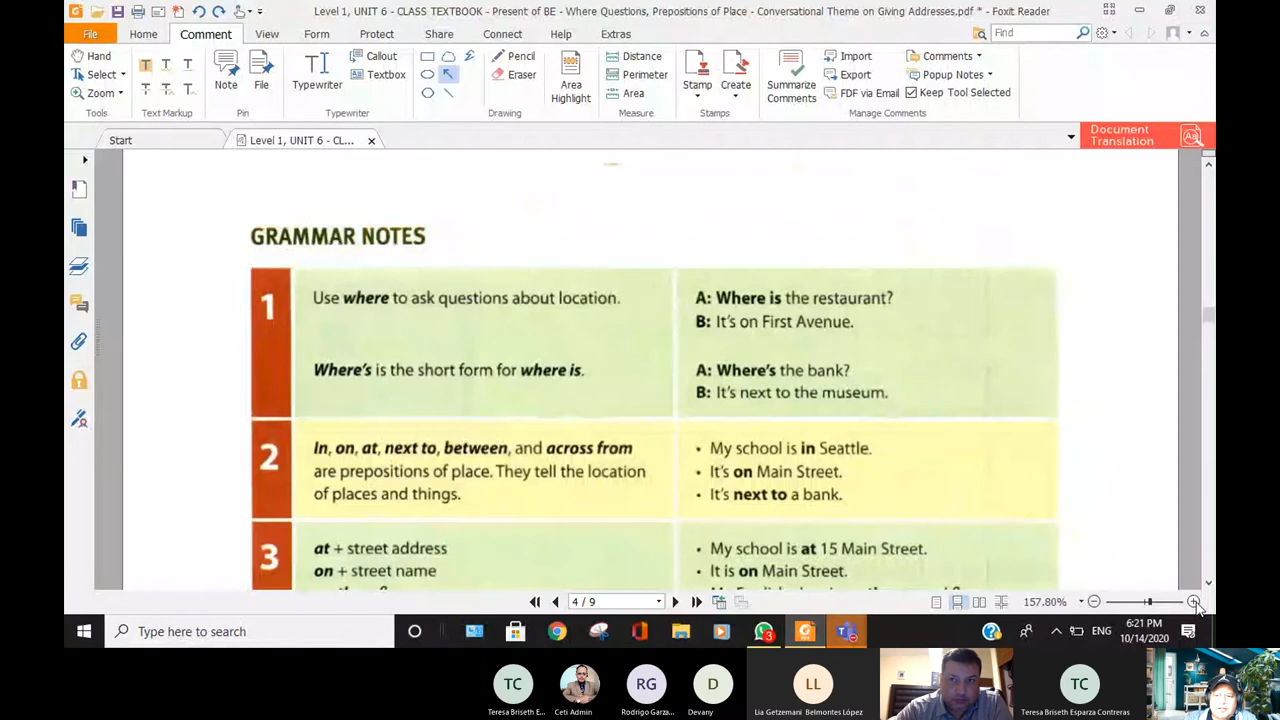 Level 1, UNIT 6 - CLASS TEXTBOOK - Present of BE - Where Questions, Prepositions of Place - Conversational Theme on Giving Addresses.pdf * - Foxit Reader
File Home Comment View Form Protect Share Connect Help Extras Find
Hand
Select
Zoom
Tools
Text Markup
Note
File
Pin
Typewriter
Callout
Textbox
Typewriter
Pencil
Eraser
Drawing
Area
Highlight
Distance
Perimeter
Area
Measure
Stamp
Create
Stamps
Summarize
Comments
Import
Export
FDF via Email
Comments
Popup Notes
Keep Tool Selected
Manage Comments
Start
Level 1, UNIT 6 - CL...
Document
Translation
GRAMMAR NOTES
1
Use where to ask questions about location.
A: Where is the restaurant?
B: It's on First Avenue.
Where's is the short form for where is.
A: Where's the bank?
B: It's next to the museum.
2
In, on, at, next to, between, and across from
are prepositions of place. They tell the location
of places and things.
• My school is in Seattle.
• It's on Main Street.
• It's next to a bank.
3
at + street address
on + street name
• My school is at 15 Main Street.
• It is on Main Street.
4 / 9
157.80%
Type here to search
3
ENG
6:21 PM
10/14/2020
TC
Teresa Briseth E...
Ceti Admin
RG
Rodrigo Garza...
D
Devany
LL
Lia Getzemani Belmontes López
TC
Teresa Briseth Esparza Contreras